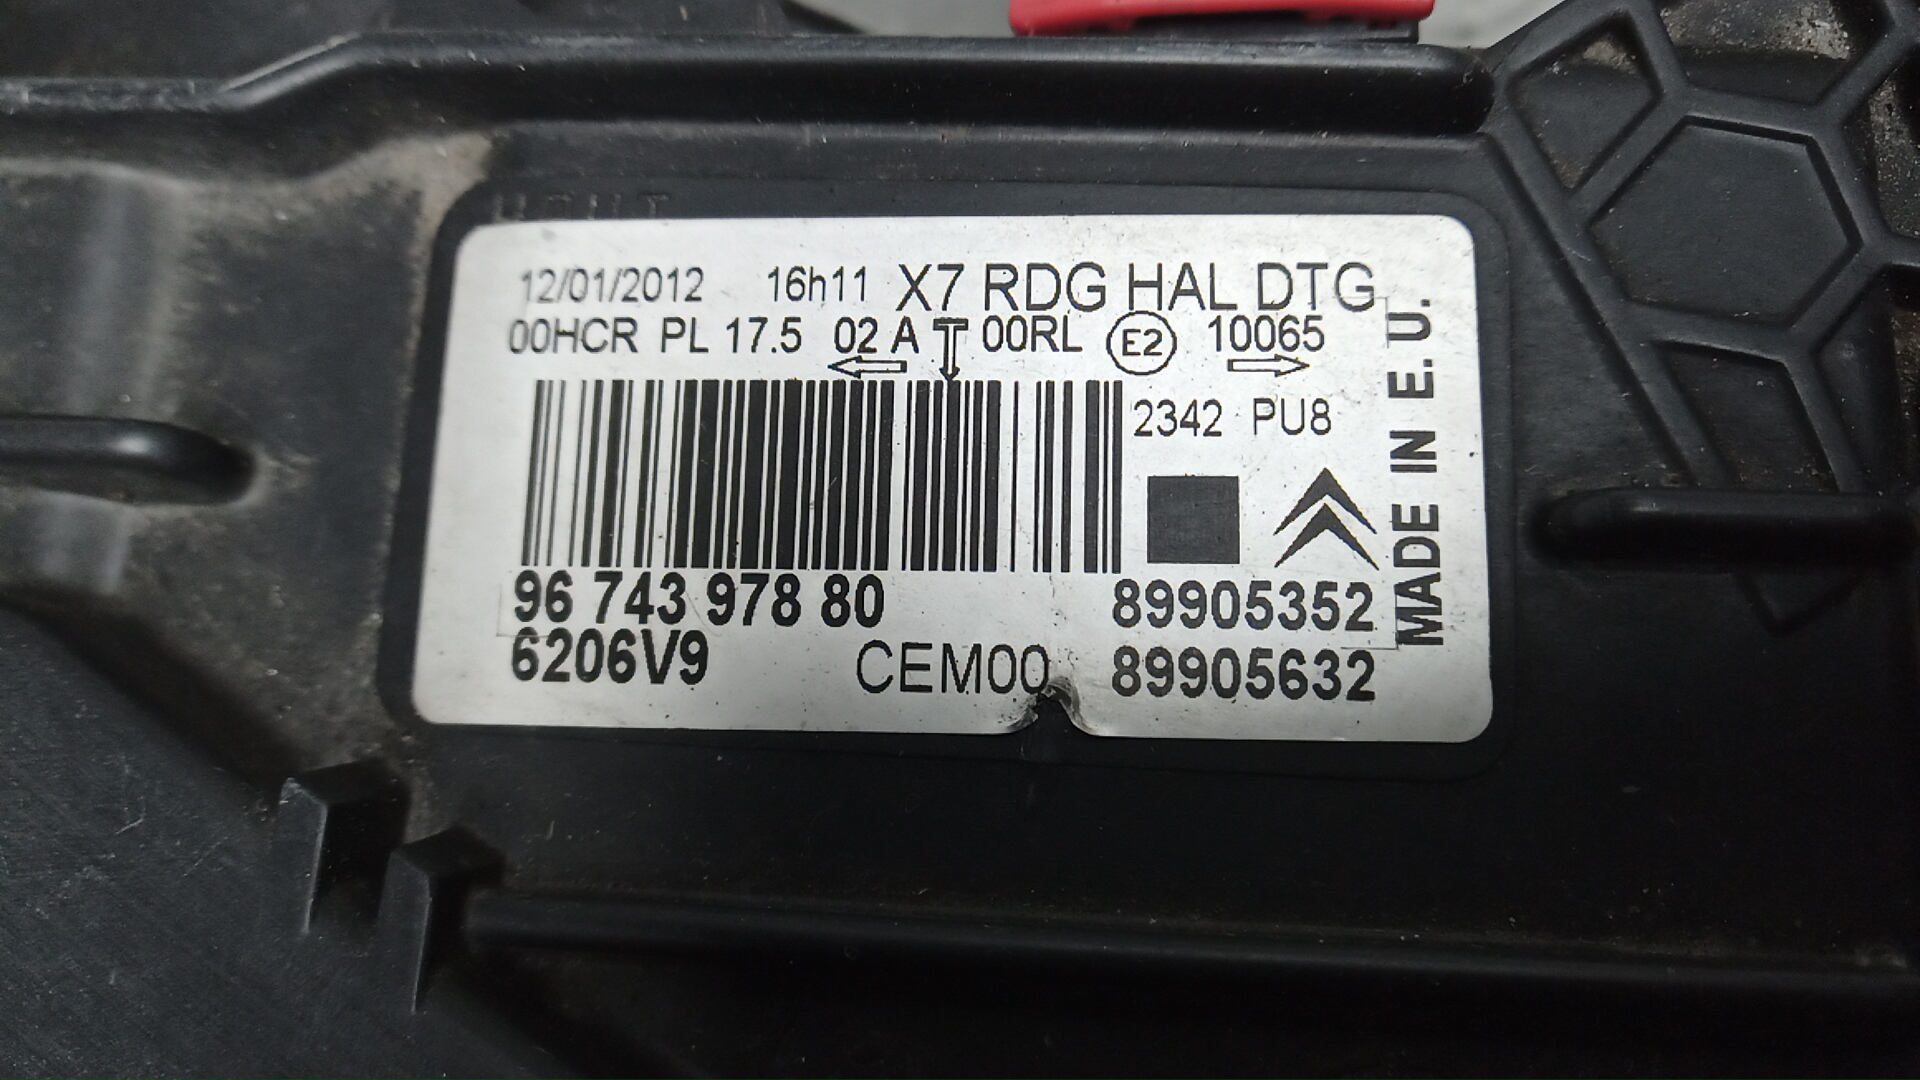 12/01/2012 16h11 X7 RDG HAL DTG
00HCR PL 17.5 02 A 00RL E2 10065
2342 PU8
96 743 978 80 89905352
6206V9 CEM00 89905632
MADE IN E.U.